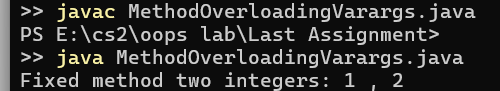 >> javac MethodOverloadingVarargs.java
PS E:\cs2\oops lab\Last Assignment>
>> java MethodOverloadingVarargs.java
Fixed method two integers: 1 , 2